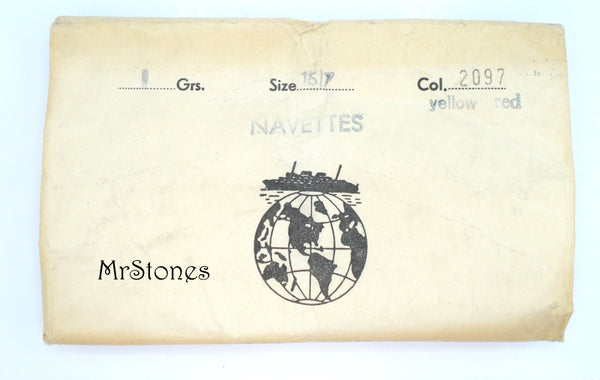 1 Grs. Size 15/7 Col. 2097
yellow red
NAVETTES
MrStones